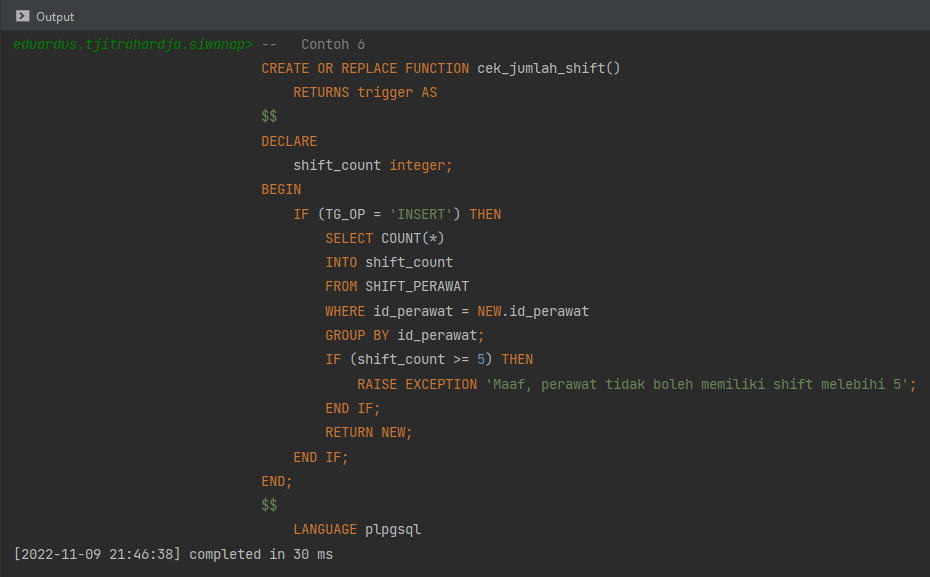 Output
eduardus.tjitrahardja.siwanap> --   Contoh 6
CREATE OR REPLACE FUNCTION cek_jumlah_shift()
    RETURNS trigger AS
$$
DECLARE
    shift_count integer;
BEGIN
    IF (TG_OP = 'INSERT') THEN
        SELECT COUNT(*)
        INTO shift_count
        FROM SHIFT_PERAWAT
        WHERE id_perawat = NEW.id_perawat
        GROUP BY id_perawat;
        IF (shift_count >= 5) THEN
            RAISE EXCEPTION 'Maaf, perawat tidak boleh memiliki shift melebihi 5';
        END IF;
        RETURN NEW;
    END IF;
END;
$$
    LANGUAGE plpgsql
[2022-11-09 21:46:38] completed in 30 ms